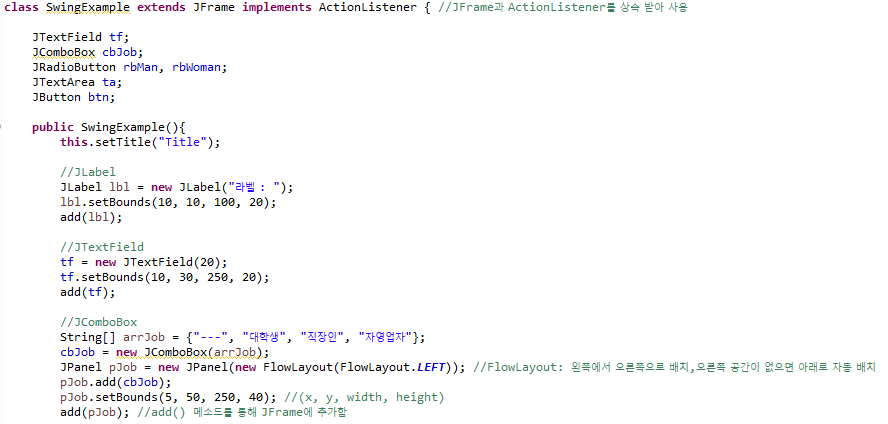 class SwingExample extends JFrame implements ActionListener { //JFrame과 ActionListener를 상속 받아 사용
JTextField tf;
JComboBox cbJob;
JRadioButton rbMan, rbWoman;
JTextArea ta;
JButton btn;
public SwingExample(){
this.setTitle("Title");
//JLabel
JLabel lbl = new JLabel("라벨 : ");
lbl.setBounds(10, 10, 100, 20);
add(lbl);
//JTextField
tf = new JTextField(20);
tf.setBounds(10, 30, 250, 20);
add(tf);
//JComboBox
String[] arrJob = {"---", "대학생", "직장인", "자영업자"};
cbJob = new JComboBox(arrJob);
JPanel pJob = new JPanel(new FlowLayout(FlowLayout.LEFT)); //FlowLayout: 왼쪽에서 오른쪽으로 배치,오른쪽 공간이 없으면 아래로 자동 배치
pJob.add(cbJob);
pJob.setBounds(5, 50, 250, 40); //(x, y, width, height)
add(pJob); //add() 메소드를 통해 JFrame에 추가함